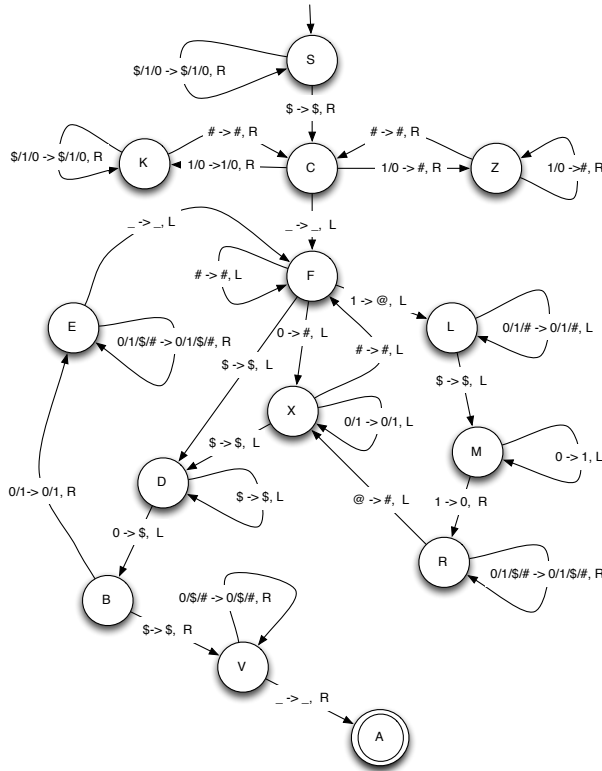 S
$/1/0 -> $/1/0, R
$ -> $, R
# -> #, R
# -> #, R
$/1/0 -> $/1/0, R
K
1/0 ->1/0, R
C
1/0 -> #, R
Z
1/0 ->#, R
_ -> _, L
_ -> _, L
# -> #, L
F
1 -> @, L
E
0/1/$/# -> 0/1/$/#, R
0 -> #, L
L
0/1/# -> 0/1/#, L
# -> #, L
$ -> $, L
$ -> $, L
X
0/1 -> 0/1, L
$ -> $, L
M
0 -> 1, L
D
$ -> $, L
0/1-> 0/1, R
@ -> #, L
1 -> 0, R
0 -> $, L
R
0/1/$/# -> 0/1/$/#, R
B
0/$/# -> 0/$/#, R
$-> $, R
V
_ -> _, R
A